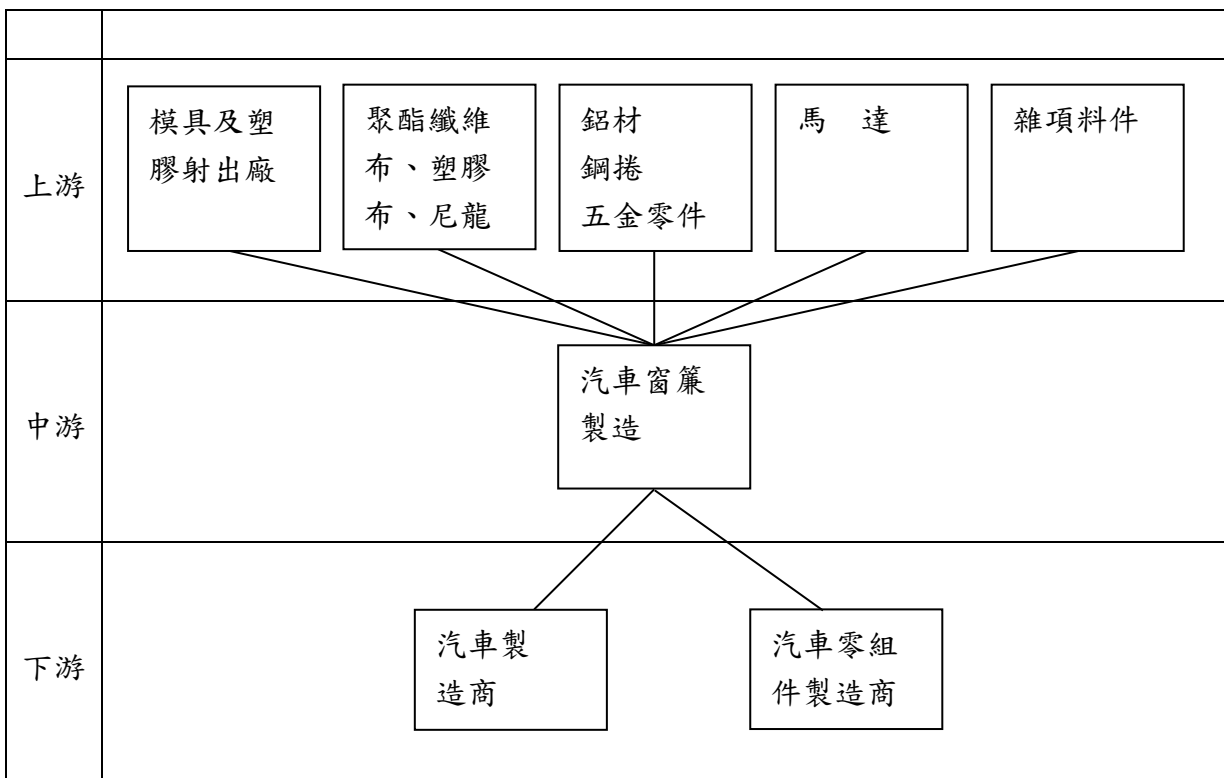 上游
模具及塑
膠射出廠
聚酯纖維
布、塑膠
布、尼龍
鋁材
鋼捲
五金零件
馬　達
雜項料件
中游
汽車窗簾
製造
下游
汽車製
造商
汽車零組
件製造商